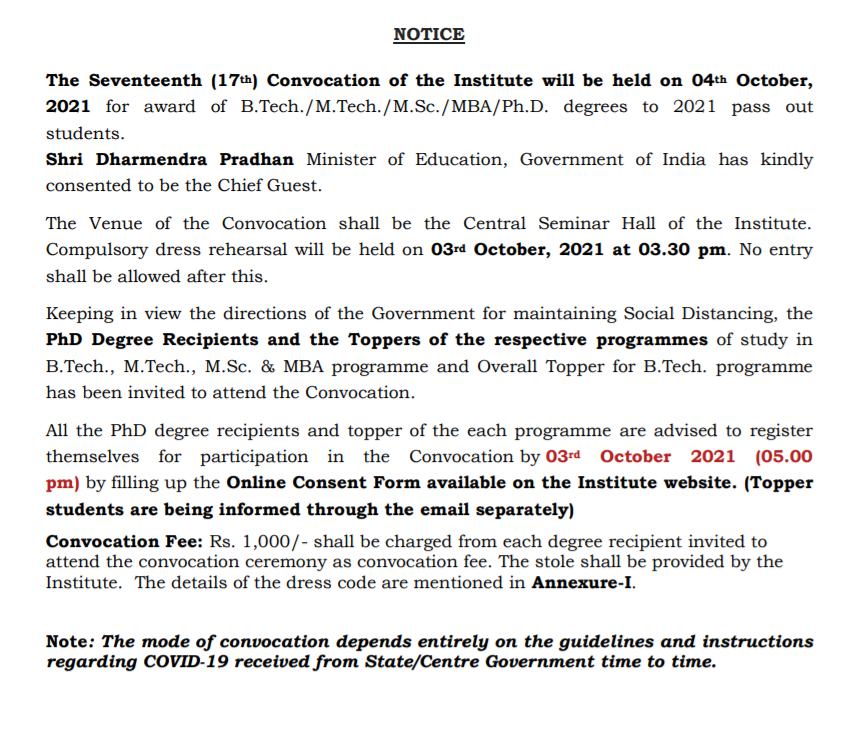 NOTICE
The Seventeenth (17th) Convocation of the Institute will be held on 04th October,
2021 for award of B.Tech./M.Tech./M.Sc./MBA/Ph.D. degrees to 2021 pass out
students.
Shri Dharmendra Pradhan Minister of Education, Government of India has kindly
consented to be the Chief Guest.
The Venue of the Convocation shall be the Central Seminar Hall of the Institute.
Compulsory dress rehearsal will be held on 03rd October, 2021 at 03.30 pm. No entry
shall be allowed after this.
Keeping in view the directions of the Government for maintaining Social Distancing, the
PhD Degree Recipients and the Toppers of the respective programmes of study in
B.Tech., M.Tech., M.Sc. & MBA programme and Overall Topper for B.Tech. programme
has been invited to attend the Convocation.
All the PhD degree recipients and topper of the each programme are advised to register
themselves for participation in the Convocation by 03rd October 2021 (05.00
pm) by filling up the Online Consent Form available on the Institute website. (Topper
students are being informed through the email separately)
Convocation Fee: Rs. 1,000/- shall be charged from each degree recipient invited to
attend the convocation ceremony as convocation fee. The stole shall be provided by the
Institute. The details of the dress code are mentioned in Annexure-I.
Note: The mode of convocation depends entirely on the guidelines and instructions
regarding COVID-19 received from State/Centre Government time to time.